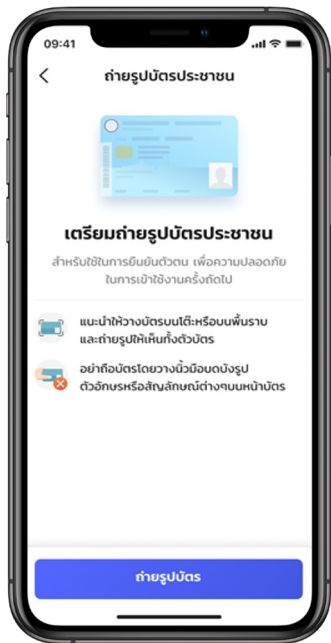 09:41
ถ่ายรูปบัตรประชาชน
เตรียมถ่ายรูปบัตรประชาชน
สำหรับใช้ในการยืนยันตัวตน เพื่อความปลอดภัย
ในการเข้าใช้งานครั้งถัดไป
แนะนำให้วางบัตรบนโต๊ะหรือบนพื้นราบ
และถ่ายรูปให้เห็นทั้งตัวบัตร
อย่าถือบัตรโดยวางนิ้วมือบดบังรูป
ตัวอักษรหรือสัญลักษณ์ต่างๆบนหน้าบัตร
ถ่ายรูปบัตร